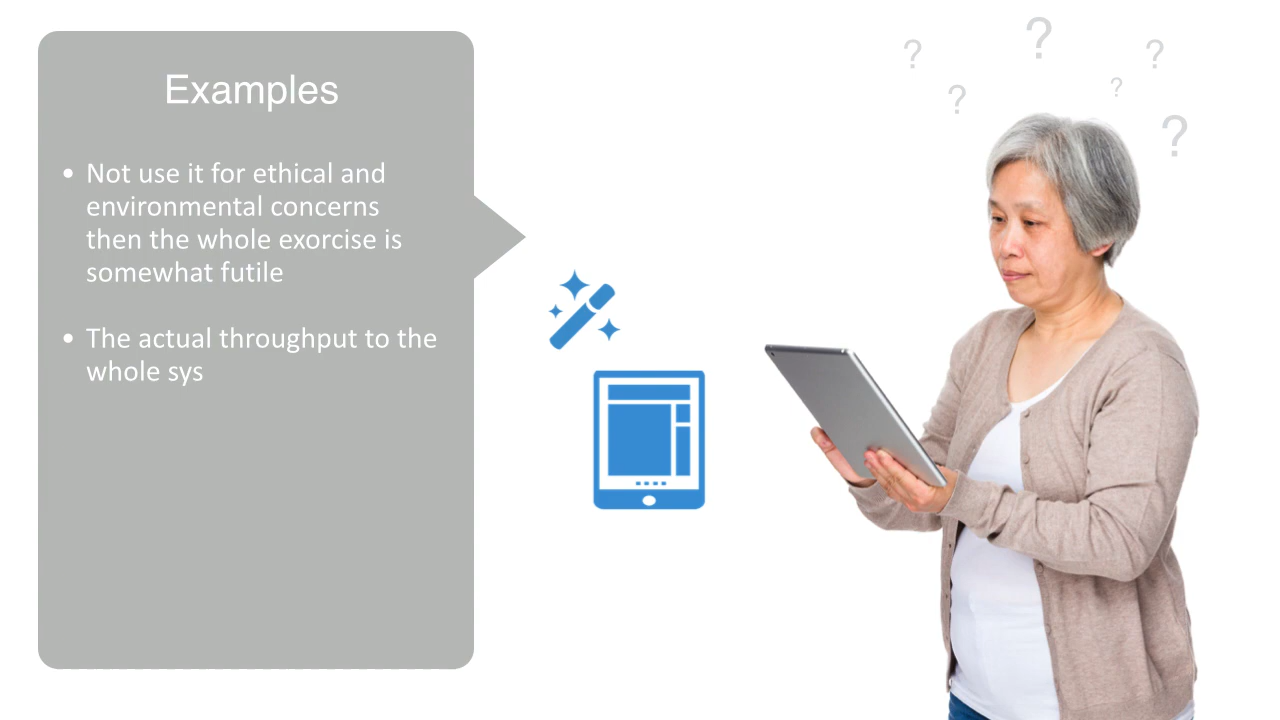 Examples
• Not use it for ethical and
environmental concerns
then the whole exorcise is
somewhat futile
• The actual throughput to the
whole sys
? ? ? ? ? ?